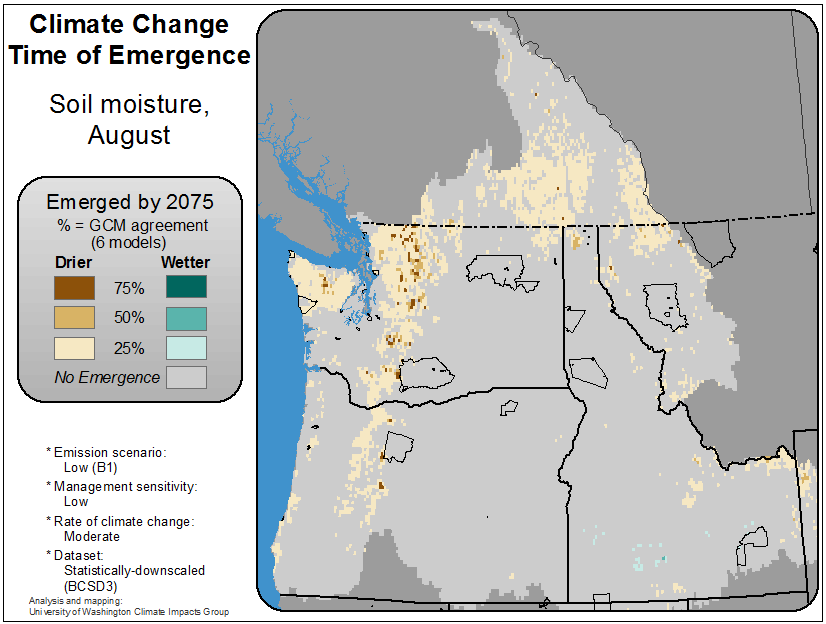 Climate Change
Time of Emergence
Soil moisture,
August
Emerged by 2075
% = GCM agreement
(6 models)
Drier Wetter
75%
50%
25%
No Emergence
* Emission scenario:
Low (B1)
* Management sensitivity:
Low
* Rate of climate change:
Moderate
* Dataset:
Statistically-downscaled
(BCSD3)
Analysis and mapping:
University of Washington Climate Impacts Group